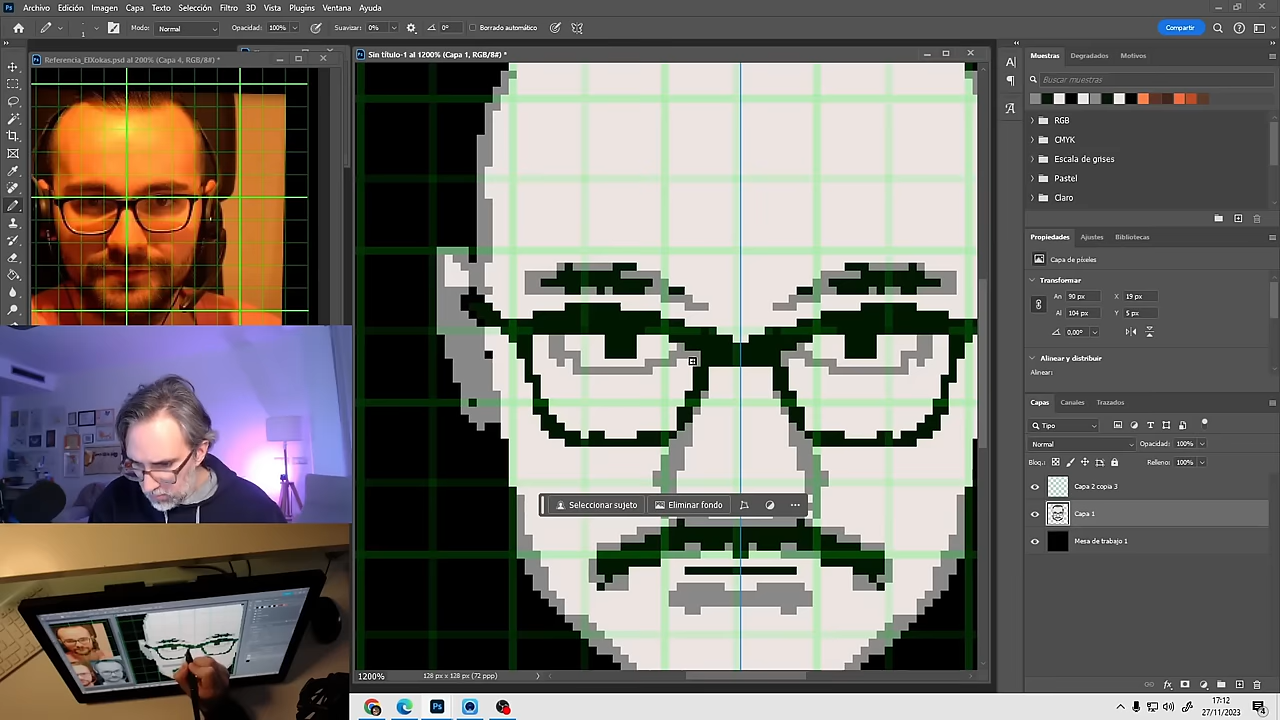 Archivo Edición Imagen Capa Texto Selección Filtro 3D Vista Plugins Ventana Ayuda
1 Modo: Normal Opacidad: 100% Suavizar: 0% 0° Borrado automático Compartir
Referencia_ElXokas.psd al 200% (Capa 4, RGB/8#) *
Sin título-1 al 1200% (Capa 1, RGB/8#) *
Seleccionar sujeto Eliminar fondo
1200% 128 px x 128 px (72 ppp)
Muestras Degradados Motivos
Buscar muestras
RGB
CMYK
Escala de grises
Pastel
Claro
Propiedades Ajustes Bibliotecas
Capa de píxeles
Transformar
An 90 px X 19 px
Al 104 px Y 5 px
0,00°
Alinear y distribuir
Alinear:
Capas Canales Trazados
Tipo
Normal Opacidad: 100%
Bloq.: Relleno: 100%
Capa 2 copia 3
Capa 1
Mesa de trabajo 1
17:12
27/11/2023